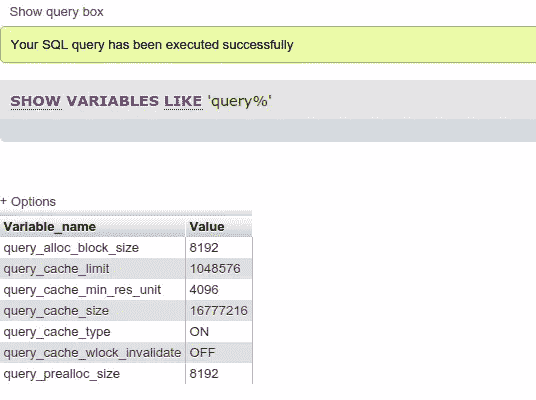 Show query box
Your SQL query has been executed successfully
SHOW VARIABLES LIKE 'query%'
+ Options
Variable_name Value
query_alloc_block_size 8192
query_cache_limit 1048576
query_cache_min_res_unit 4096
query_cache_size 16777216
query_cache_type ON
query_cache_wlock_invalidate OFF
query_prealloc_size 8192